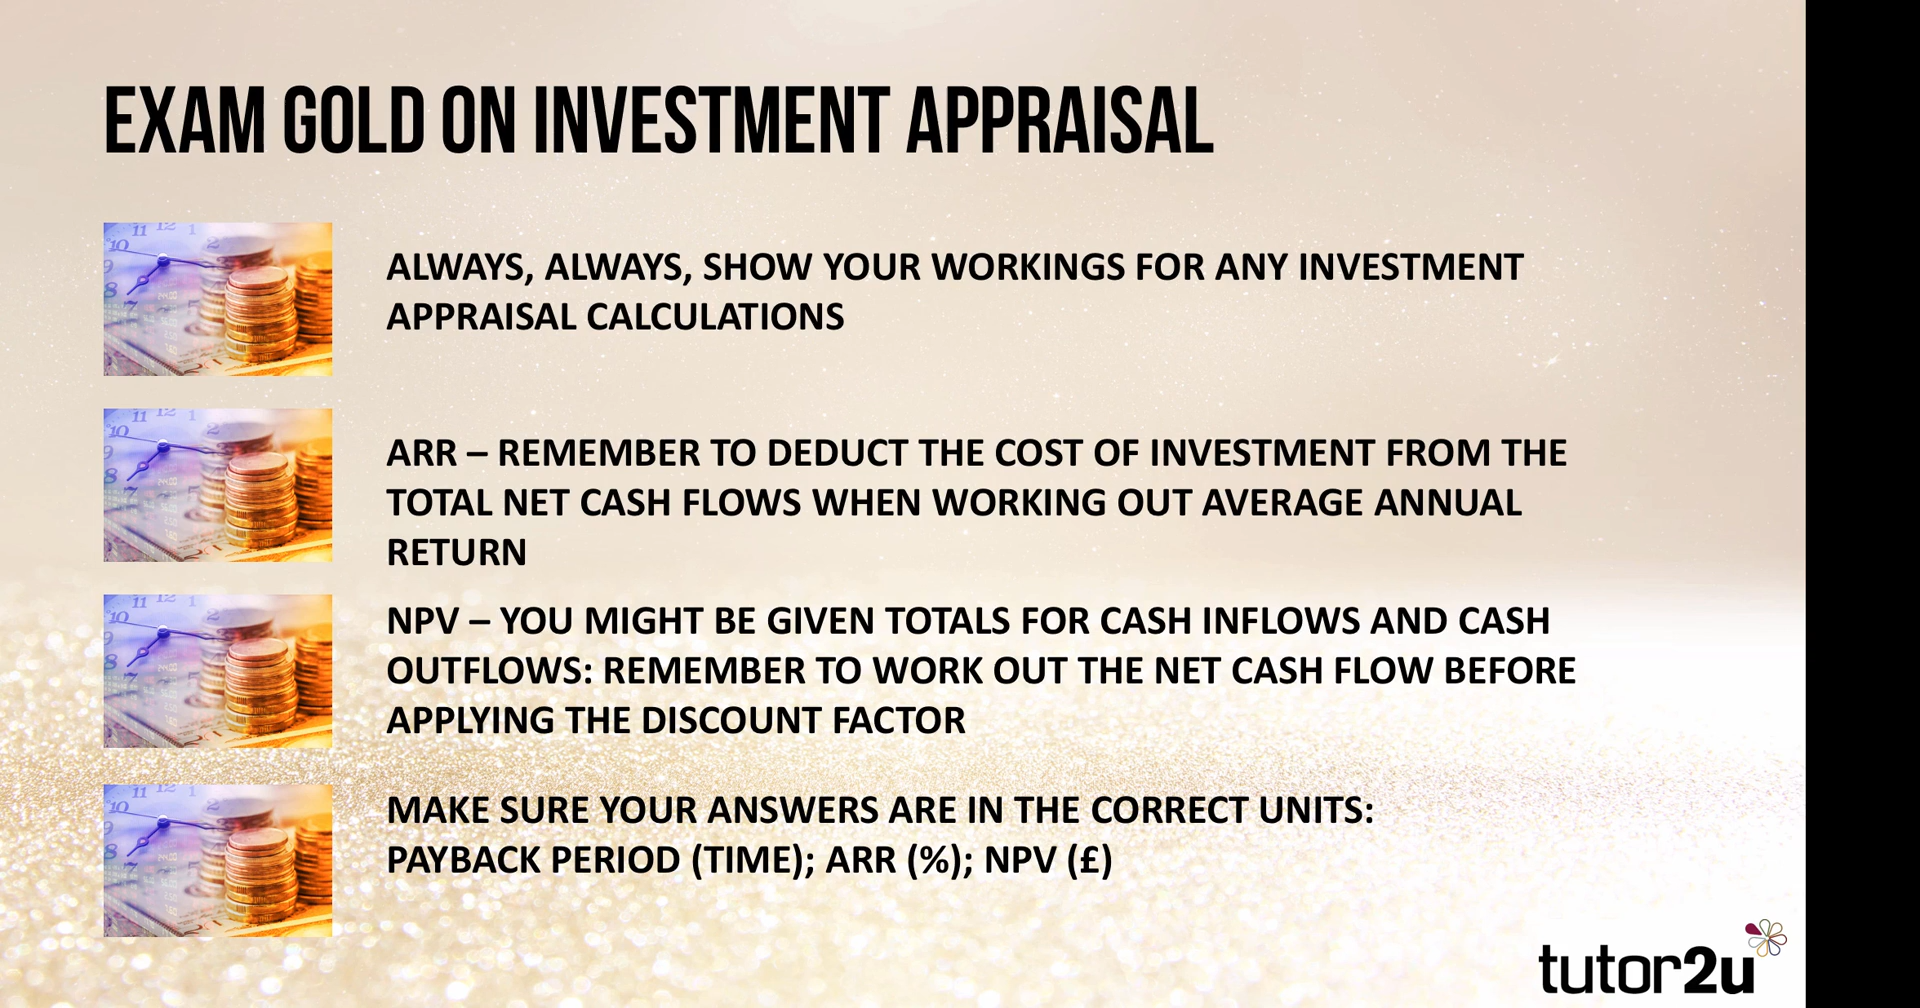 EXAM GOLD ON INVESTMENT APPRAISAL
ALWAYS, ALWAYS, SHOW YOUR WORKINGS FOR ANY INVESTMENT
APPRAISAL CALCULATIONS
ARR – REMEMBER TO DEDUCT THE COST OF INVESTMENT FROM THE
TOTAL NET CASH FLOWS WHEN WORKING OUT AVERAGE ANNUAL
RETURN
NPV – YOU MIGHT BE GIVEN TOTALS FOR CASH INFLOWS AND CASH
OUTFLOWS: REMEMBER TO WORK OUT THE NET CASH FLOW BEFORE
APPLYING THE DISCOUNT FACTOR
MAKE SURE YOUR ANSWERS ARE IN THE CORRECT UNITS:
PAYBACK PERIOD (TIME); ARR (%); NPV (£)
tutor2u